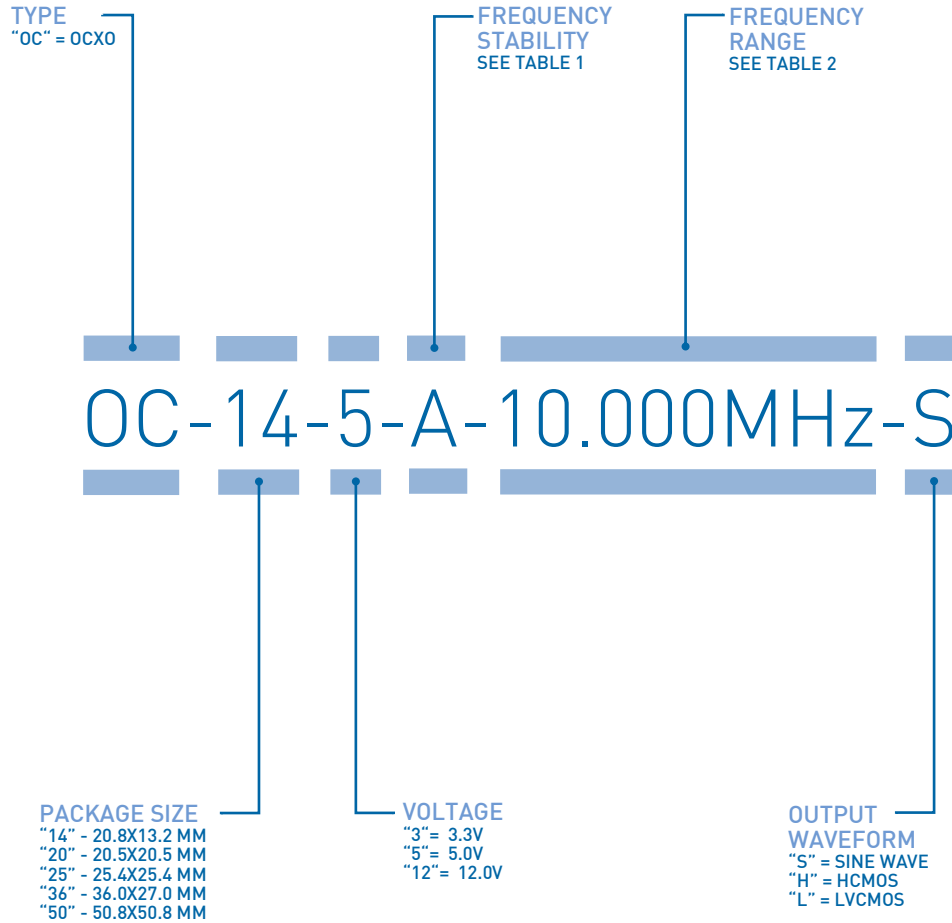 TYPE
"OC" = OCXO
FREQUENCY
STABILITY
SEE TABLE 1
FREQUENCY
RANGE
SEE TABLE 2
OC-14-5-A-10.000MHz-S
PACKAGE SIZE
"14" - 20.8X13.2 MM
"20" - 20.5X20.5 MM
"25" - 25.4X25.4 MM
"36" - 36.0X27.0 MM
"50" - 50.8X50.8 MM
VOLTAGE
"3"= 3.3V
"5"= 5.0V
"12"= 12.0V
OUTPUT
WAVEFORM
"S" = SINE WAVE
"H" = HCMOS
"L" = LVCMOS